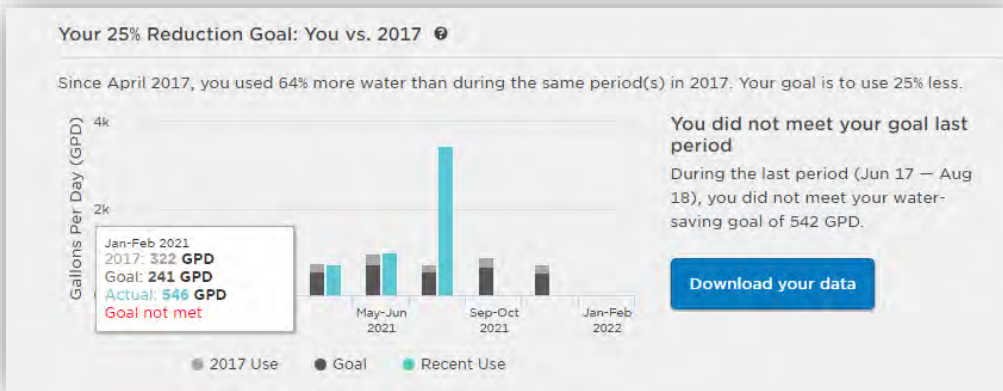 Your 25% Reduction Goal: You vs. 2017 ?
Since April 2017, you used 64% more water than during the same period(s) in 2017. Your goal is to use 25% less.
Gallons Per Day (GPD)
4k
2k
Jan-Feb 2021
2017: 322 GPD
Goal: 241 GPD
Actual: 546 GPD
Goal not met
May-Jun
2021
Sep-Oct
2021
Jan-Feb
2022
2017 Use
Goal
Recent Use
You did not meet your goal last
period
During the last period (Jun 17 — Aug
18), you did not meet your water-
saving goal of 542 GPD.
Download your data